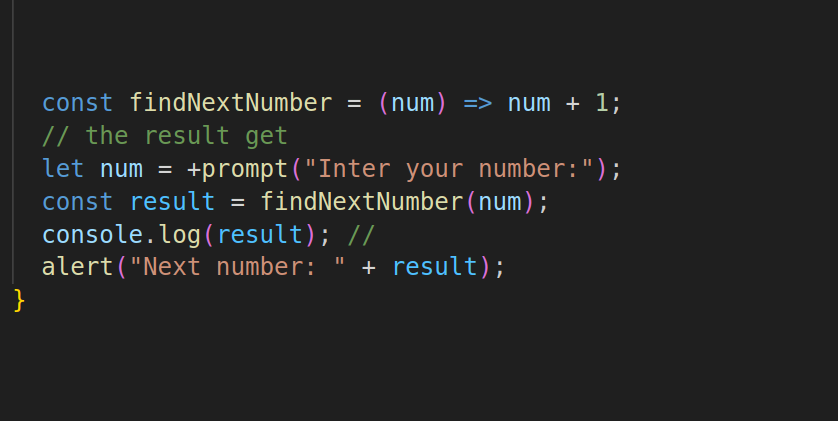 const findNextNumber = (num) => num + 1;
// the result get
let num = +prompt("Inter your number:");
const result = findNextNumber(num);
console.log(result); //
alert("Next number: " + result);
}